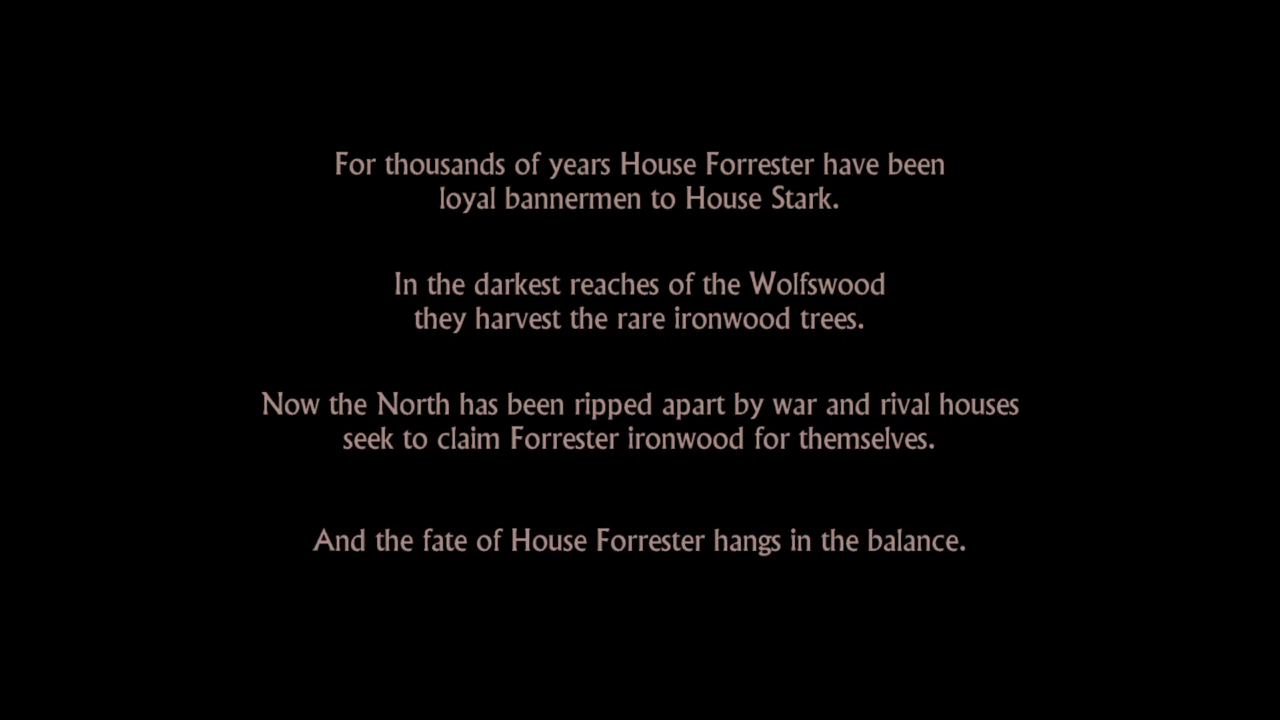 For thousands of years House Forrester have been
loyal bannermen to House Stark.
In the darkest reaches of the Wolfswood
they harvest the rare ironwood trees.
Now the North has been ripped apart by war and rival houses
seek to claim Forrester ironwood for themselves.
And the fate of House Forrester hangs in the balance.